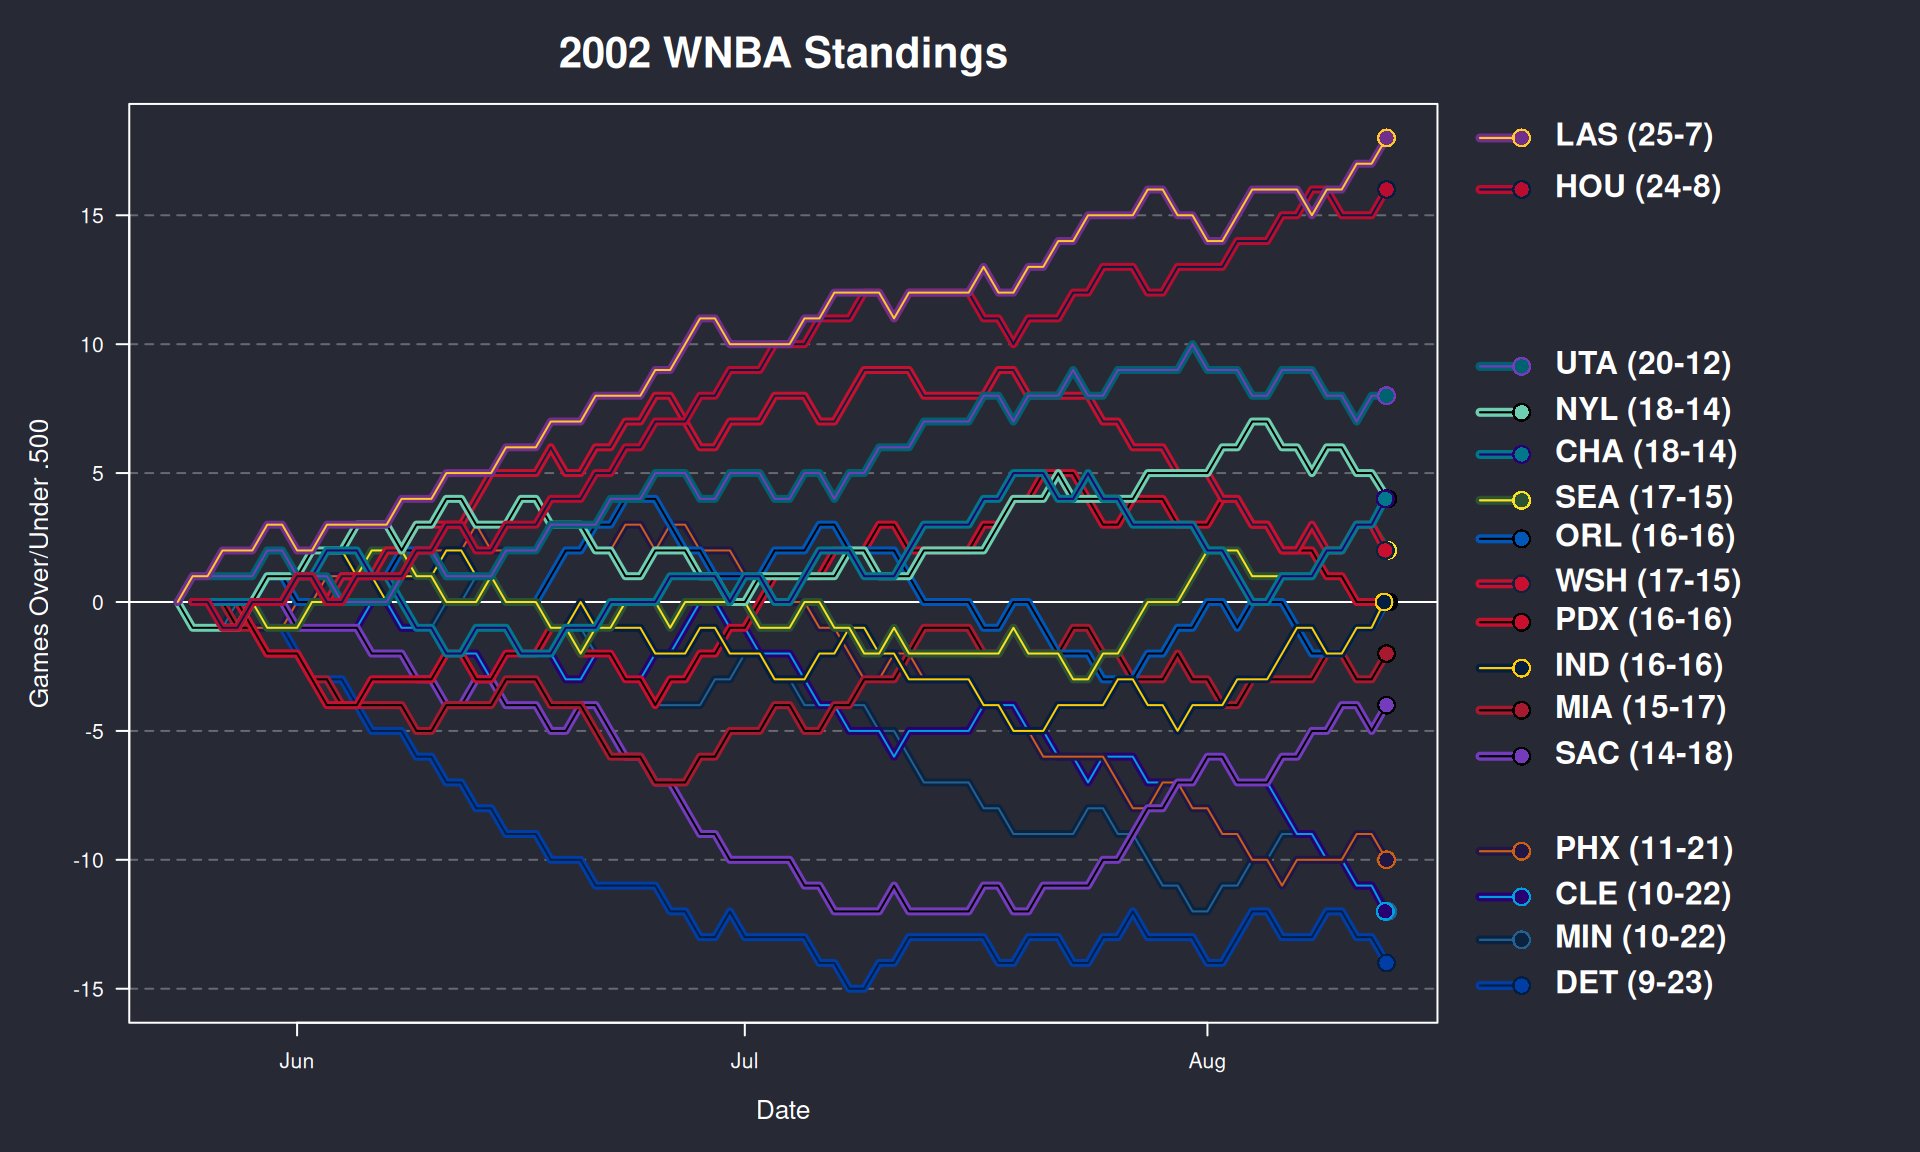 2002 WNBA Standings
Games Over/Under .500
15
10
5
0
-5
-10
-15
Jun
Jul
Aug
Date
LAS (25-7)
HOU (24-8)
UTA (20-12)
NYL (18-14)
CHA (18-14)
SEA (17-15)
ORL (16-16)
WSH (17-15)
PDX (16-16)
IND (16-16)
MIA (15-17)
SAC (14-18)
PHX (11-21)
CLE (10-22)
MIN (10-22)
DET (9-23)